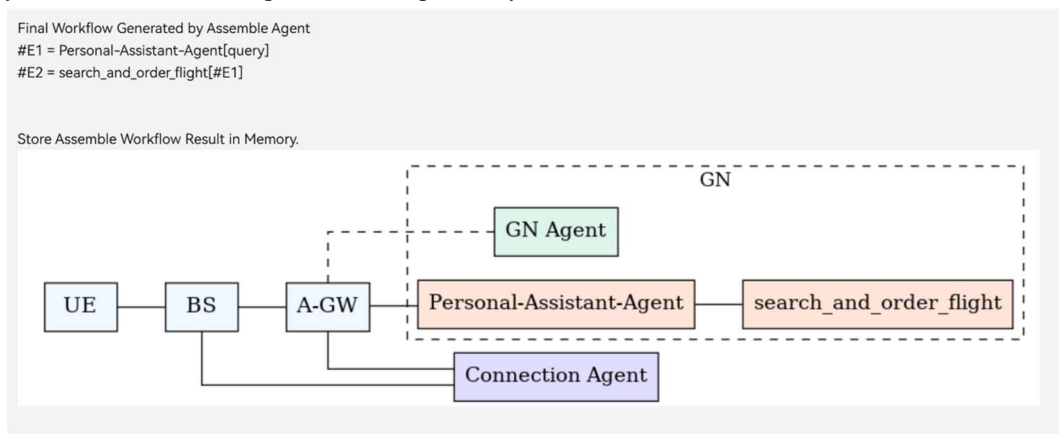 Final Workflow Generated by Assemble Agent
#E1 = Personal-Assistant-Agent[query]
#E2 = search_and_order_flight[#E1]
Store Assemble Workflow Result in Memory.
GN
GN Agent
UE
BS
A-GW
Personal-Assistant-Agent
search_and_order_flight
Connection Agent